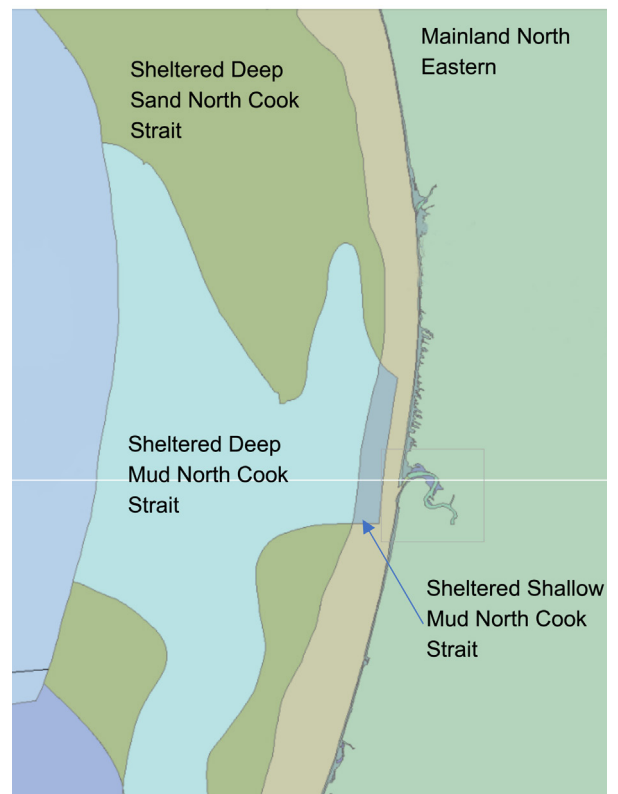 Mainland North
Eastern
Sheltered Deep
Sand North Cook
Strait
Sheltered Deep
Mud North Cook
Strait
Sheltered Shallow
Mud North Cook
Strait